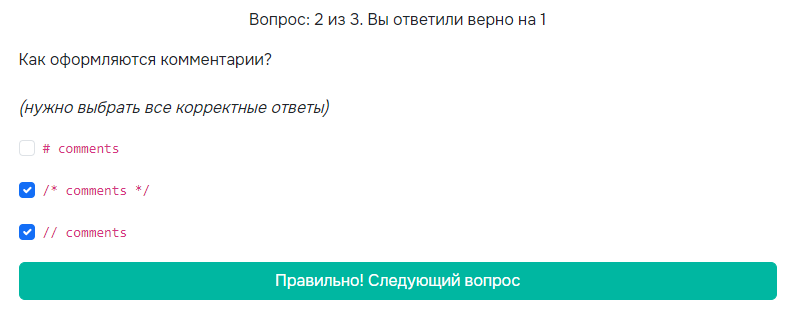 Вопрос: 2 из 3. Вы ответили верно на 1
Как оформляются комментарии?
(нужно выбрать все корректные ответы)
# comments
/* comments */
// comments
Правильно! Следующий вопрос